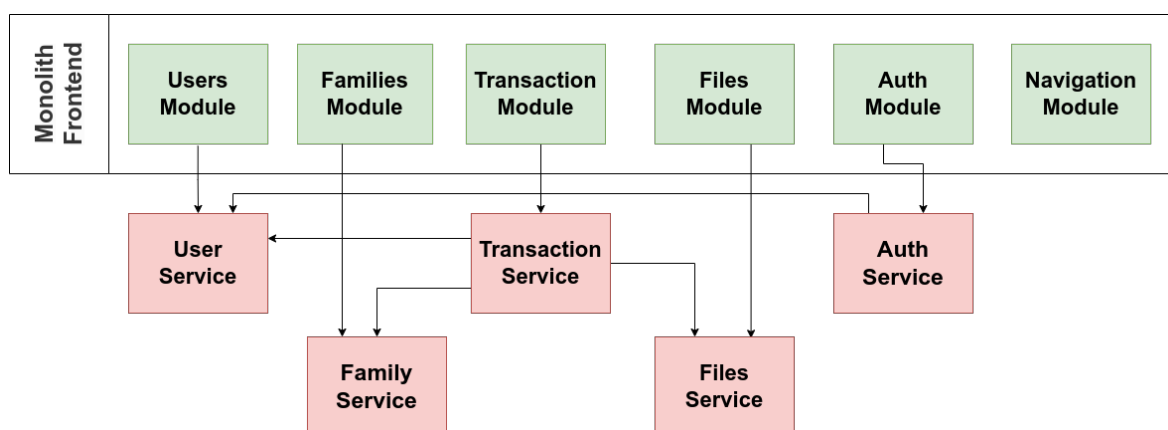 Monolith
Frontend
Users
Module
Families
Module
Transaction
Module
Files
Module
Auth
Module
Navigation
Module
User
Service
Transaction
Service
Auth
Service
Family
Service
Files
Service